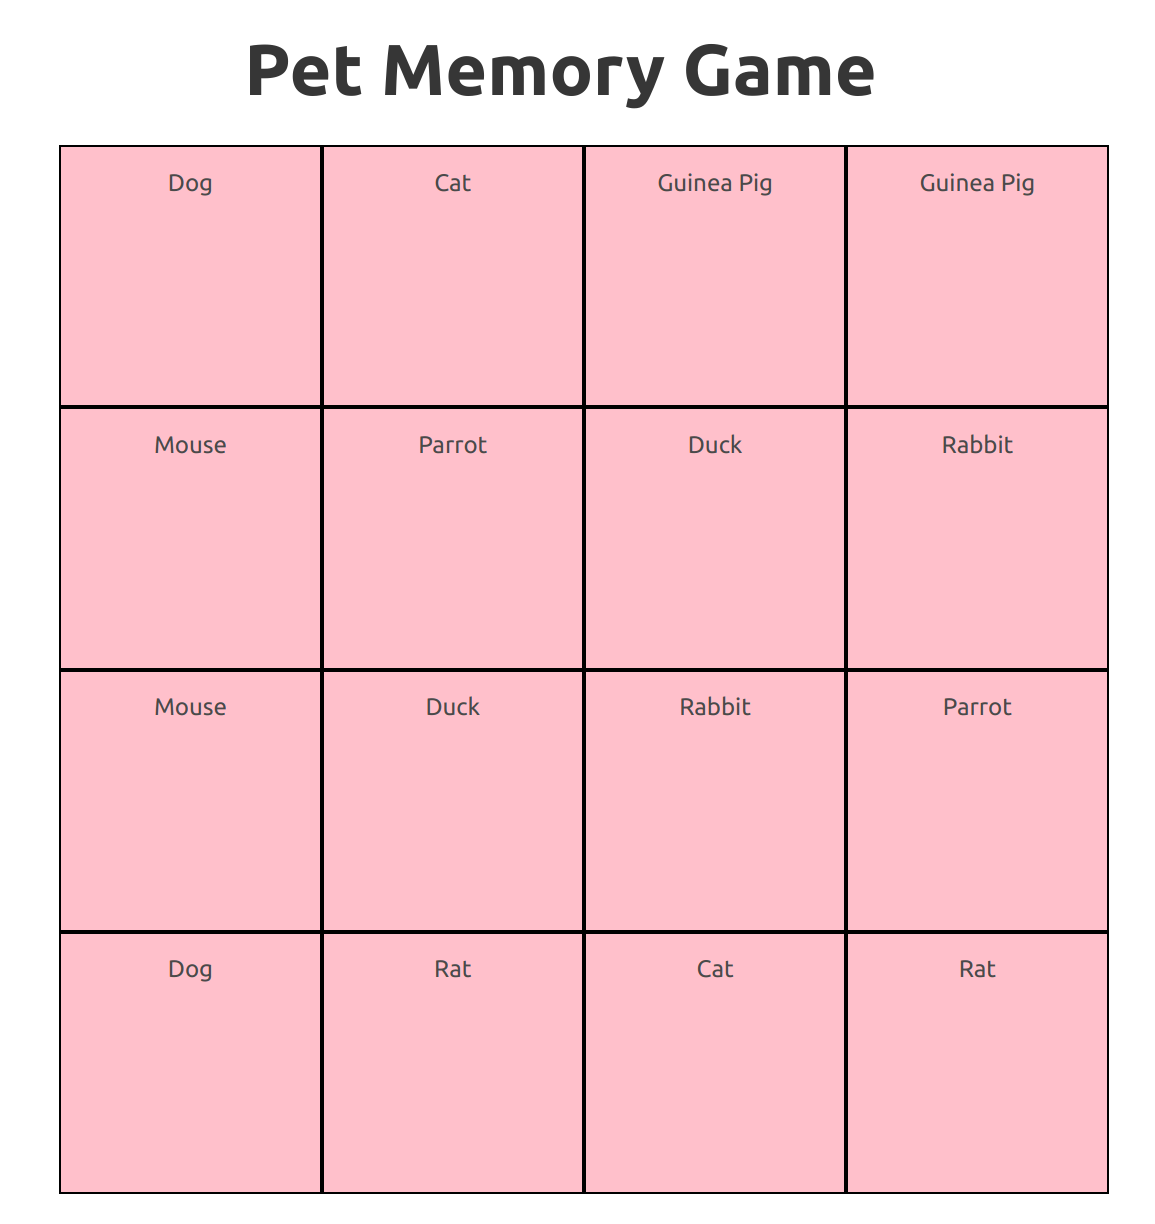 Pet Memory Game
Dog Cat Guinea Pig Guinea Pig
Mouse Parrot Duck Rabbit
Mouse Duck Rabbit Parrot
Dog Rat Cat Rat